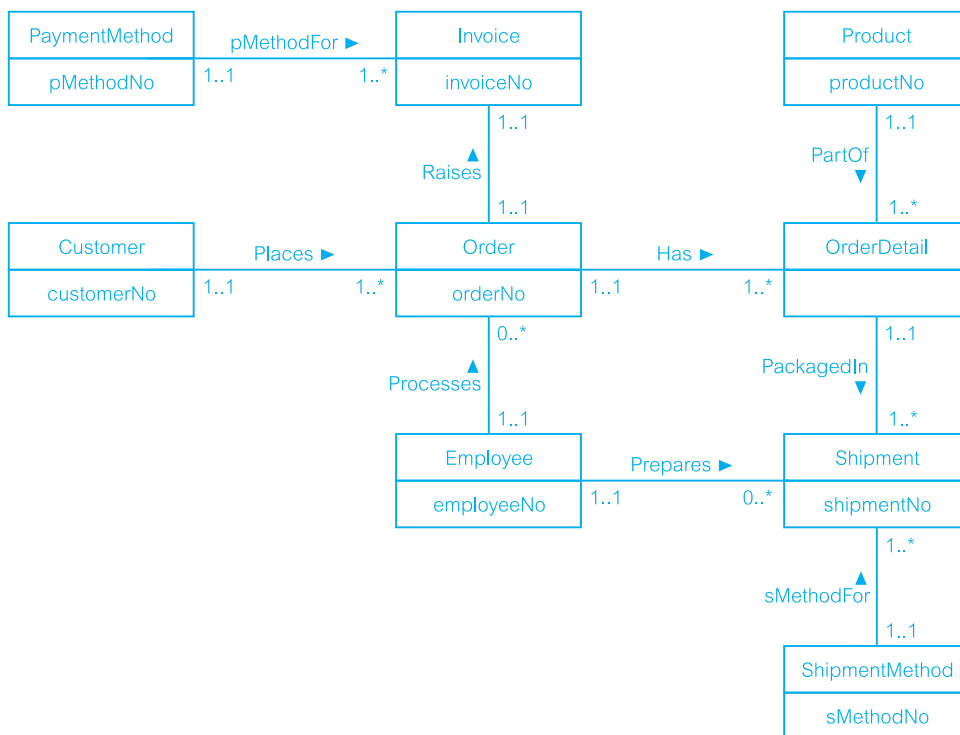 PaymentMethod
pMethodNo
pMethodFor ►
1..1
1..*
Invoice
invoiceNo
Product
productNo
1..1
▲
Raises
1..1
1..1
PartOf
▼
1..*
Customer
customerNo
Places ►
1..1
1..*
Order
orderNo
Has ►
1..1
1..*
OrderDetail
0..*
▲
Processes
1..1
1..1
PackagedIn
▼
1..*
Employee
employeeNo
Prepares ►
1..1
0..*
Shipment
shipmentNo
1..*
▲
sMethodFor
1..1
ShipmentMethod
sMethodNo